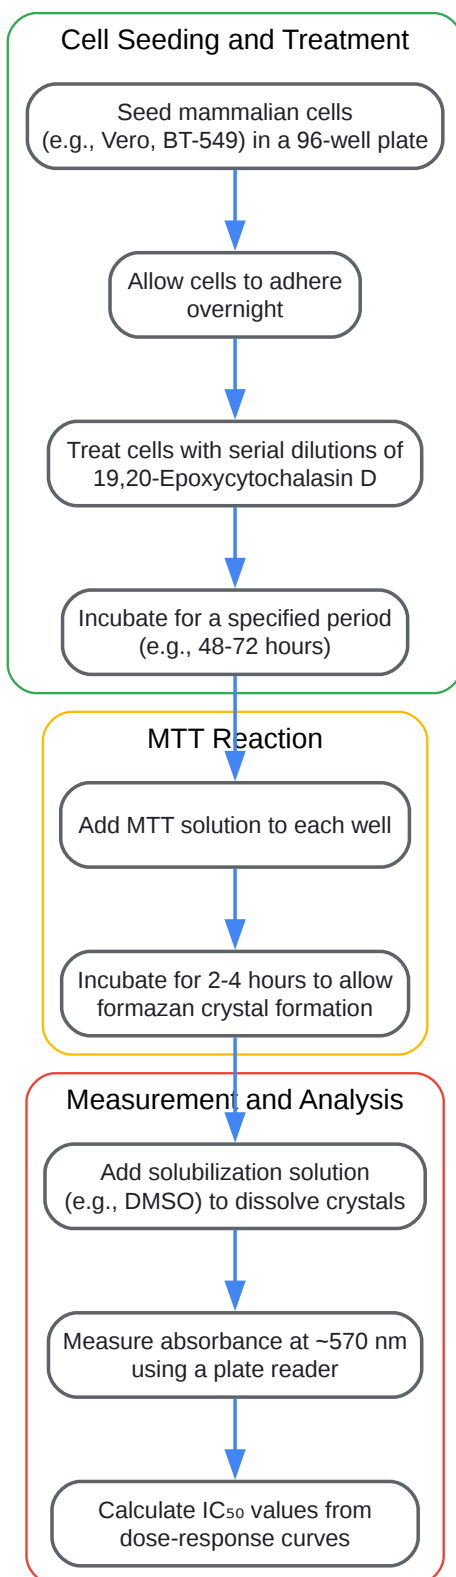 Cell Seeding and Treatment
Seed mammalian cells
(e.g., Vero, BT-549) in a 96-well plate
Allow cells to adhere
overnight
Treat cells with serial dilutions of
19,20-Epoxycytochalasin D
Incubate for a specified period
(e.g., 48-72 hours)
MTT Reaction
Add MTT solution to each well
Incubate for 2-4 hours to allow
formazan crystal formation
Measurement and Analysis
Add solubilization solution
(e.g., DMSO) to dissolve crystals
Measure absorbance at ~570 nm
using a plate reader
Calculate IC₅₀ values from
dose-response curves